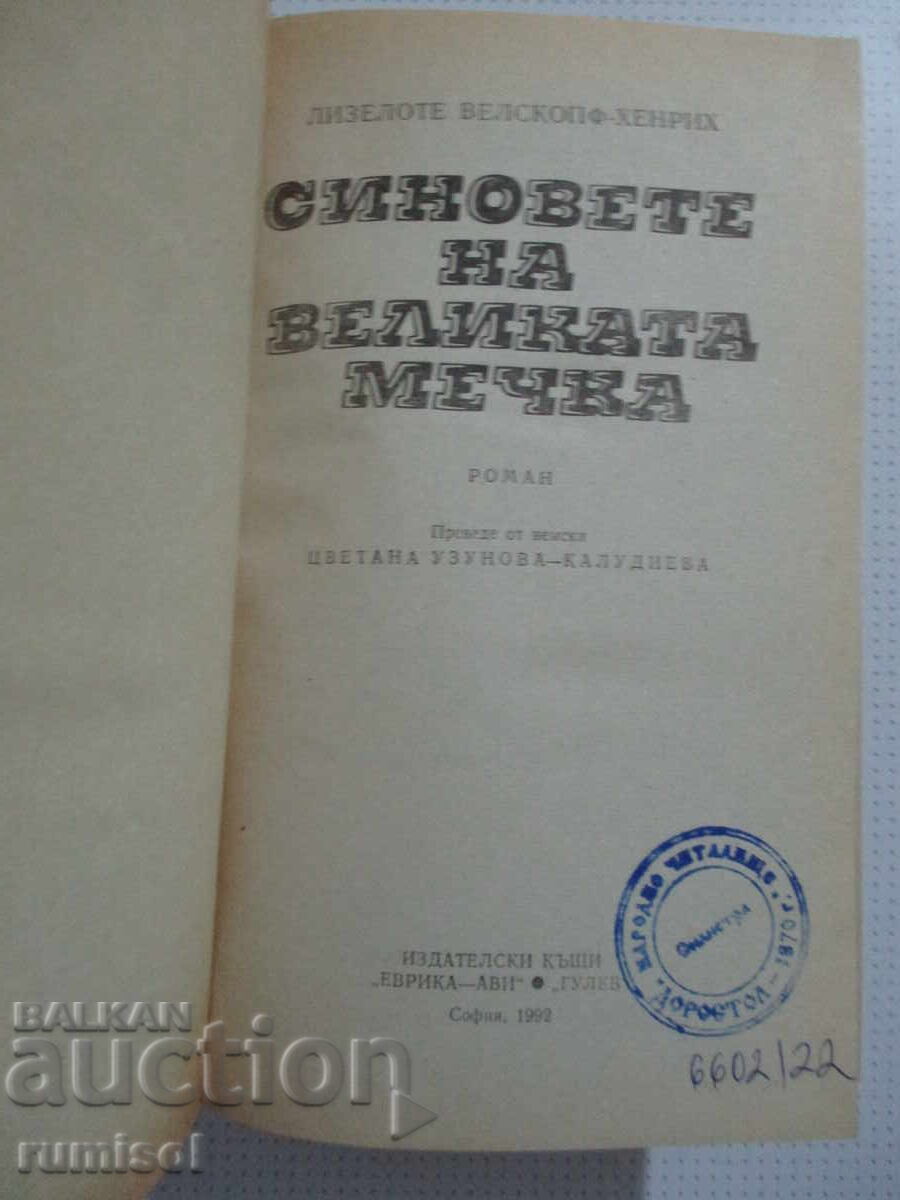 ЛИЗЕЛОТЕ ВЕЛСКОПФ-ХЕНРИХ
СИНОВЕТЕ
НА
ВЕЛИКАТА
МЕЧКА
РОМАН
Преведе от немски
ЦВЕТАНА УЗУНОВА—КАЛУДИЕВА
ИЗДАТЕЛСКИ КЪЩИ
„ЕВРИКА—АВИ“ ● „ГУЛЕВ
София, 1992
НАРОДНО ЧИТАЛИЩЕ
"ДОРОСТОЛ - 1870
6602/22
BALKAN
auction
rumisol